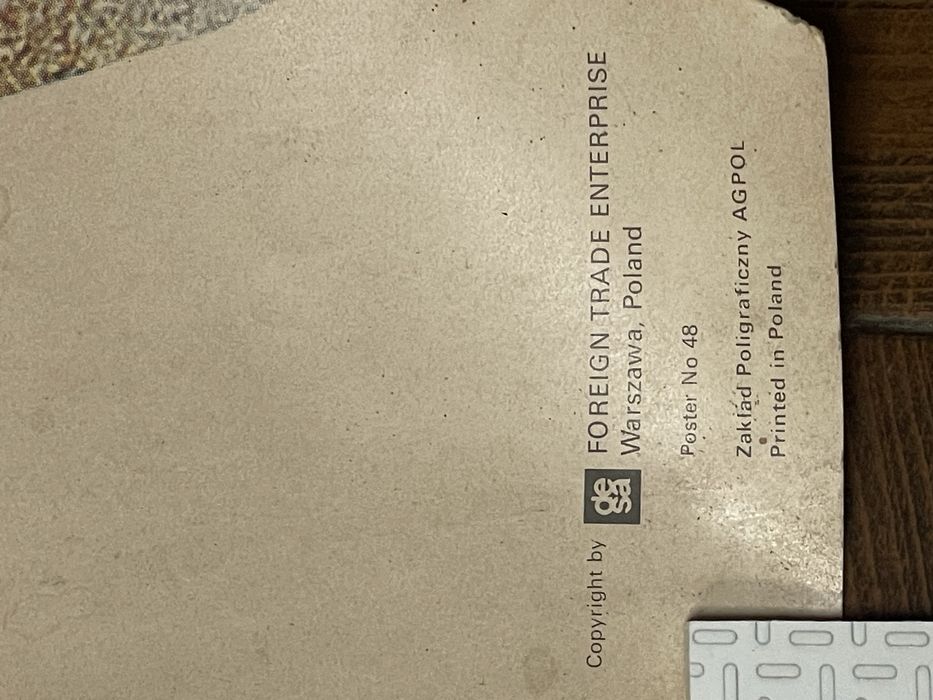 Copyright by desa FOREIGN TRADE ENTERPRISE
Warszawa, Poland
Poster No 48
Zakład Poligraficzny AGPOL
Printed in Poland